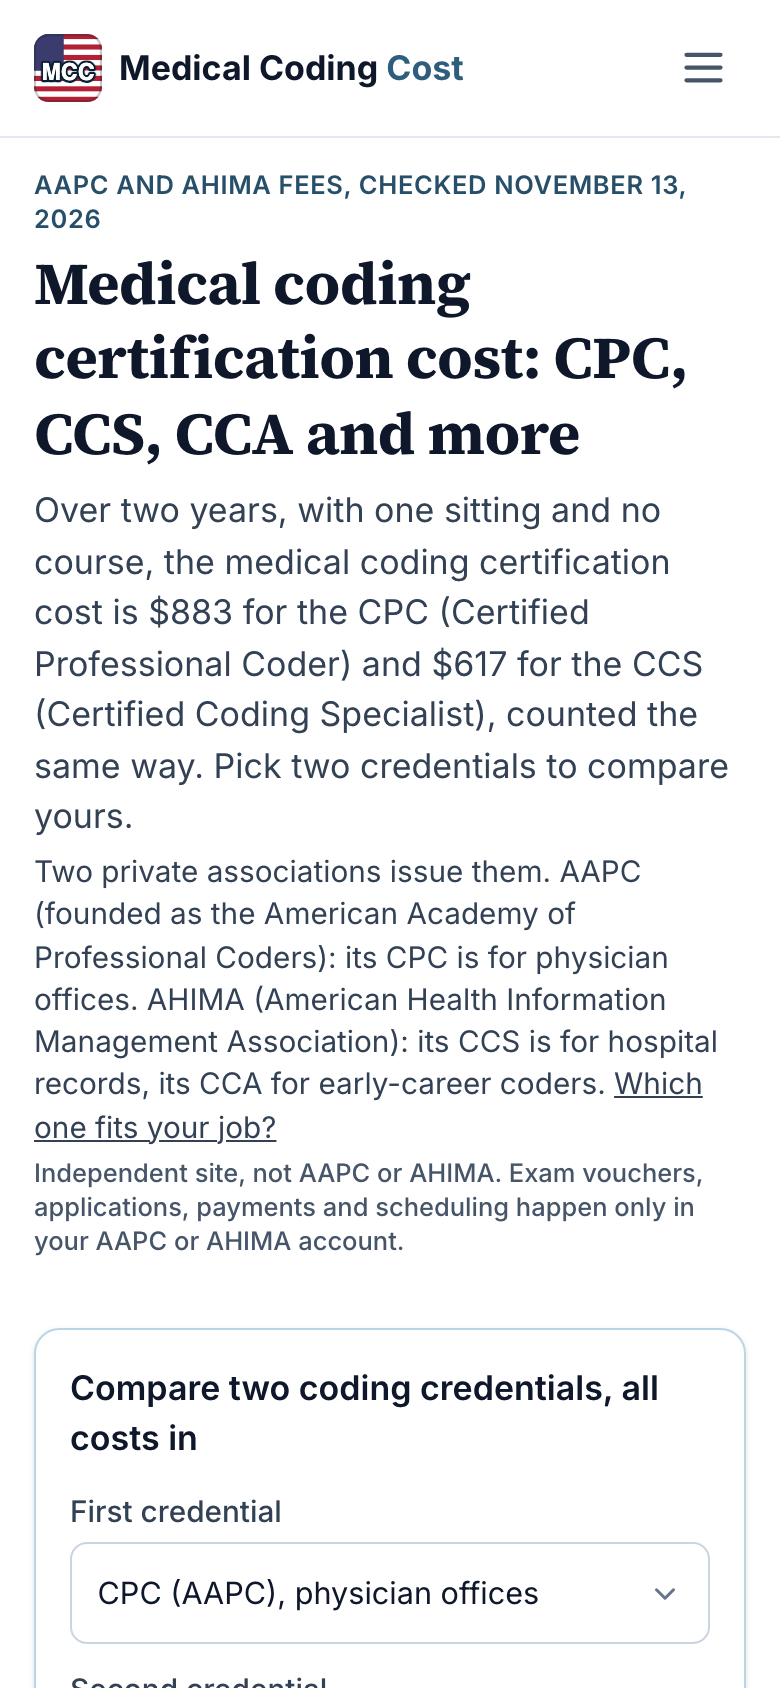 MCC
Medical Coding Cost
AAPC AND AHIMA FEES, CHECKED NOVEMBER 13,
2026
Medical coding
certification cost: CPC,
CCS, CCA and more
Over two years, with one sitting and no
course, the medical coding certification
cost is $883 for the CPC (Certified
Professional Coder) and $617 for the CCS
(Certified Coding Specialist), counted the
same way. Pick two credentials to compare
yours.
Two private associations issue them. AAPC
(founded as the American Academy of
Professional Coders): its CPC is for physician
offices. AHIMA (American Health Information
Management Association): its CCS is for hospital
records, its CCA for early-career coders. Which
one fits your job?
Independent site, not AAPC or AHIMA. Exam vouchers,
applications, payments and scheduling happen only in
your AAPC or AHIMA account.
Compare two coding credentials, all
costs in
First credential
CPC (AAPC), physician offices
Second credential